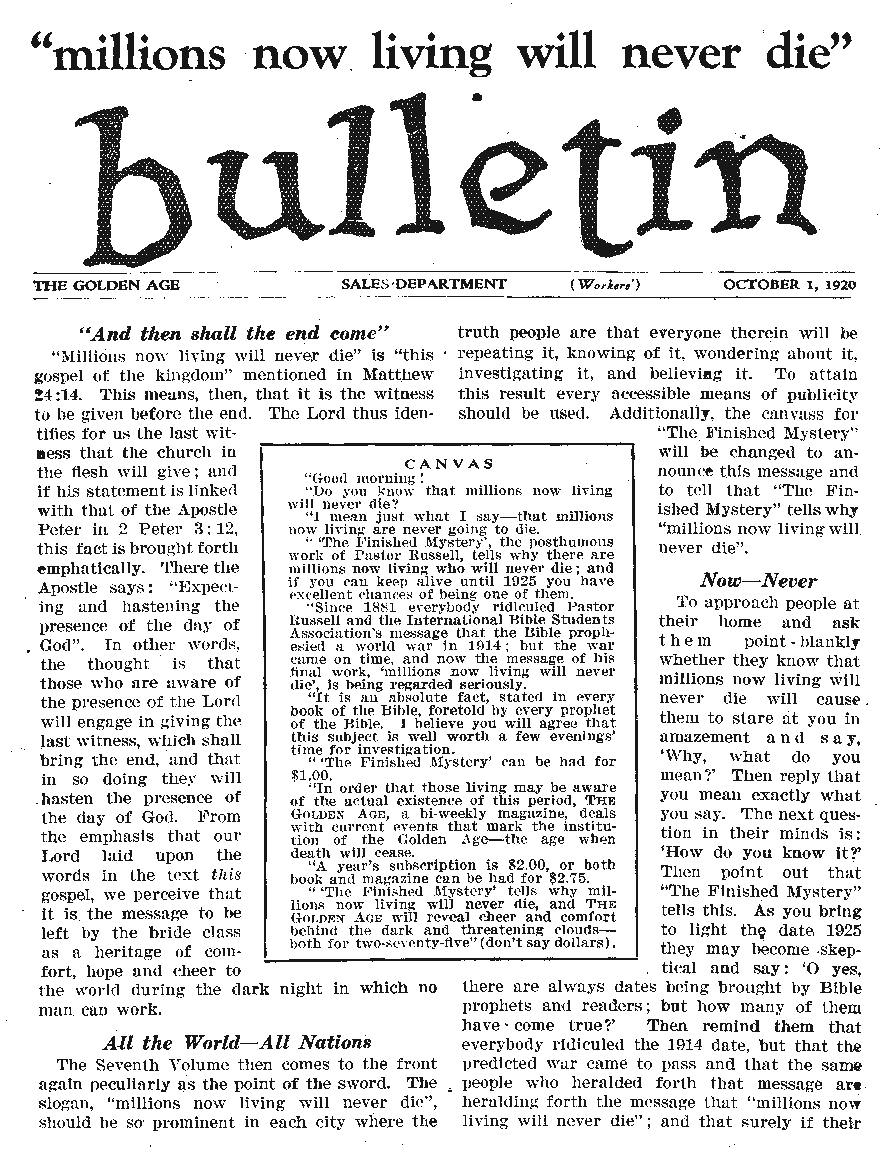 “millions now living will never die”
bulletin
THE GOLDEN AGE SALES DEPARTMENT (Workers') OCTOBER 1, 1920
“And then shall the end come”
“Millions now living will never die” is “this
gospel of the kingdom” mentioned in Matthew
24:14. This means, then, that it is the witness
to be given before the end. The Lord thus iden-
tifies for us the last wit-
ness that the church in
the flesh will give; and
if his statement is linked
with that of the Apostle
Peter in 2 Peter 3:12,
this fact is brought forth
emphatically. There the
Apostle says: “Expect-
ing and hastening the
presence of the day of
God”. In other words,
the thought is that
those who are aware of
the presence of the Lord
will engage in giving the
last witness, which shall
bring the end, and that
in so doing they will
hasten the presence of
the day of God. From
the emphasis that our
Lord laid upon the
words in the text this
gospel, we perceive that
it is the message to be
left by the bride class
as a heritage of com-
fort, hope and cheer to
the world during the dark night in which no
man can work.
All the World—All Nations
The Seventh Volume then comes to the front
again peculiarly as the point of the sword. The
slogan, “millions now living will never die”,
should be so prominent in each city where the
CANVAS
“Good morning!
“Do you know that millions now living
will never die?
“I mean just what I say—that millions
now living are never going to die.
“ ‘The Finished Mystery’, the posthumous
work of Pastor Russell, tells why there are
millions now living who will never die; and
if you can keep alive until 1925 you have
excellent chances of being one of them.
“Since 1881 everybody ridiculed Pastor
Russell and the International Bible Students
Association's message that the Bible proph-
esied a world war in 1914; but the war
came on time, and now the message of his
final work, ‘millions now living will never
die’, is being regarded seriously.
“It is an absolute fact, stated in every
book of the Bible, foretold by every prophet
of the Bible. I believe you will agree that
this subject is well worth a few evenings'
time for investigation.
“ ‘The Finished Mystery’ can be had for
$1.00.
“In order that those living may be aware
of the actual existence of this period, THE
GOLDEN AGE, a bi-weekly magazine, deals
with current events that mark the institu-
tion of the Golden Age—the age when
death will cease.
“A year's subscription is $2.00, or both
book and magazine can be had for $2.75.
“ ‘The Finished Mystery’ tells why mil-
lions now living will never die, and THE
GOLDEN AGE will reveal cheer and comfort
behind the dark and threatening clouds—
both for two-seventy-five” (don't say dollars).
truth people are that everyone therein will be
repeating it, knowing of it, wondering about it,
investigating it, and believing it. To attain
this result every accessible means of publicity
should be used. Additionally, the canvass for
“The Finished Mystery”
will be changed to an-
nounce this message and
to tell that “The Fin-
ished Mystery” tells why
“millions now living will
never die”.
Now—Never
To approach people at
their home and ask
them point-blankly
whether they know that
millions now living will
never die will cause
them to stare at you in
amazement and say,
‘Why, what do you
mean?’ Then reply that
you mean exactly what
you say. The next ques-
tion in their minds is:
‘How do you know it?’
Then point out that
“The Finished Mystery”
tells this. As you bring
to light the date 1925
they may become skep-
tical and say: ‘O yes,
there are always dates being brought by Bible
prophets and readers; but how many of them
have come true?’ Then remind them that
everybody ridiculed the 1914 date, but that the
predicted war came to pass and that the same
people who heralded forth that message are
heralding forth the message that “millions now
living will never die”; and that surely if their